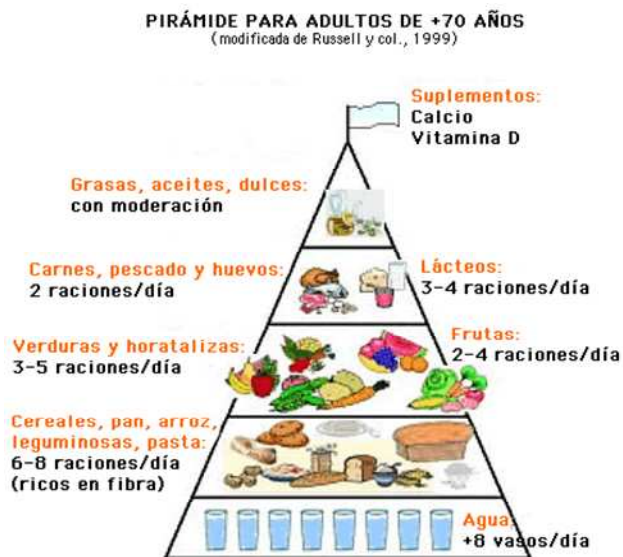 PIRÁMIDE PARA ADULTOS DE +70 AÑOS
(modificada de Russell y col., 1999)
Suplementos:
Calcio
Vitamina D
Grasas, aceites, dulces:
con moderación
Carnes, pescado y huevos:
2 raciones/día
Lácteos:
3-4 raciones/día
Verduras y horatalizas:
3-5 raciones/día
Frutas:
2-4 raciones/día
Cereales, pan, arroz,
leguminosas, pasta:
6-8 raciones/día
(ricos en fibra)
Agua:
+8 vasos/día